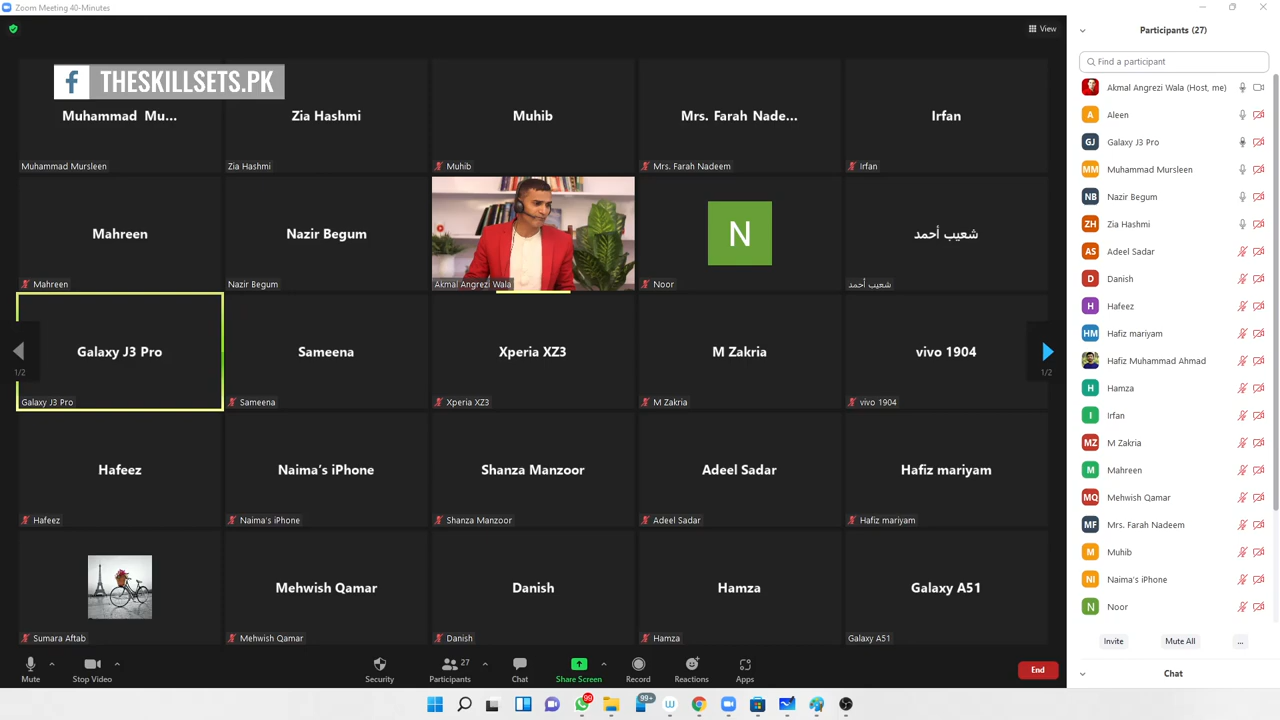 Zoom Meeting 40-Minutes
View
f THESKILLSETS.PK
Muhammad Mu...
Muhammad Mursleen
Zia Hashmi
Zia Hashmi
Muhib
Muhib
Mrs. Farah Nade...
Mrs. Farah Nadeem
Irfan
Irfan
Mahreen
Mahreen
Nazir Begum
Nazir Begum
Akmal Angrezi Wala
N
Noor
شعيب أحمد
شعيب أحمد
Galaxy J3 Pro
Galaxy J3 Pro
Sameena
Sameena
Xperia XZ3
Xperia XZ3
M Zakria
M Zakria
vivo 1904
vivo 1904
1/2
1/2
Hafeez
Hafeez
Naima's iPhone
Naima's iPhone
Shanza Manzoor
Shanza Manzoor
Adeel Sadar
Adeel Sadar
Hafiz mariyam
Hafiz mariyam
Sumara Aftab
Mehwish Qamar
Mehwish Qamar
Danish
Danish
Hamza
Hamza
Galaxy A51
Galaxy A51
Mute
Stop Video
Security
27
Participants
Chat
Share Screen
Record
Reactions
Apps
End
Participants (27)
Find a participant
Akmal Angrezi Wala (Host, me)
A Aleen
GJ Galaxy J3 Pro
MM Muhammad Mursleen
NB Nazir Begum
ZH Zia Hashmi
AS Adeel Sadar
D Danish
H Hafeez
HM Hafiz mariyam
Hafiz Muhammad Ahmad
H Hamza
I Irfan
MZ M Zakria
M Mahreen
MQ Mehwish Qamar
MF Mrs. Farah Nadeem
M Muhib
NI Naima's iPhone
N Noor
Invite
Mute All
...
Chat
99
99+